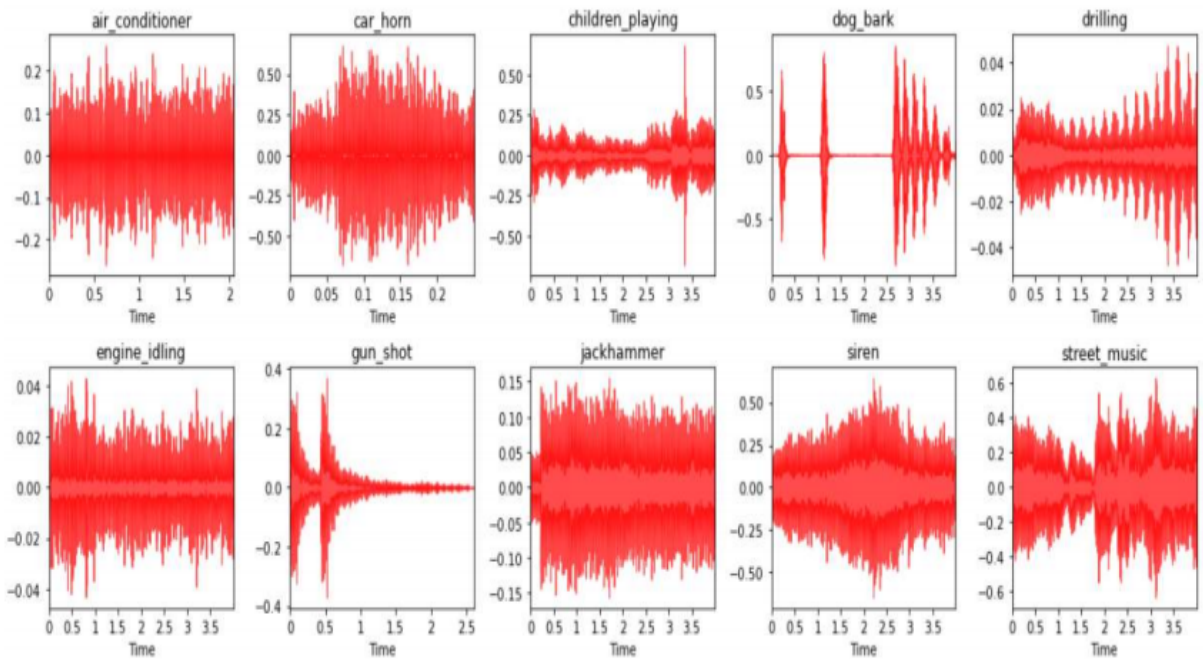 air_conditioner
0.2
0.1
0.0
−0.1
−0.2
0 0.5 1 1.5 2
Time
car_horn
0.50
0.25
0.00
−0.25
−0.50
0 0.05 0.1 0.15 0.2
Time
children_playing
0.50
0.25
0.00
−0.25
−0.50
0 0.5 1 1.5 2 2.5 3 3.5
Time
dog_bark
0.5
0.0
−0.5
0 0.5 1 1.5 2 2.5 3 3.5
Time
drilling
0.04
0.02
0.00
−0.02
−0.04
0 0.5 1 1.5 2 2.5 3 3.5
Time
engine_idling
0.04
0.02
0.00
−0.02
−0.04
0 0.5 1 1.5 2 2.5 3 3.5
Time
gun_shot
0.4
0.2
0.0
−0.2
−0.4
0 0.5 1 1.5 2 2.5
Time
jackhammer
0.15
0.10
0.05
0.00
−0.05
−0.10
−0.15
0 0.5 1 1.5 2 2.5 3 3.5
Time
siren
0.50
0.25
0.00
−0.25
−0.50
0 0.5 1 1.5 2 2.5 3 3.5
Time
street_music
0.6
0.4
0.2
0.0
−0.2
−0.4
−0.6
0 0.5 1 1.5 2 2.5 3 3.5
Time